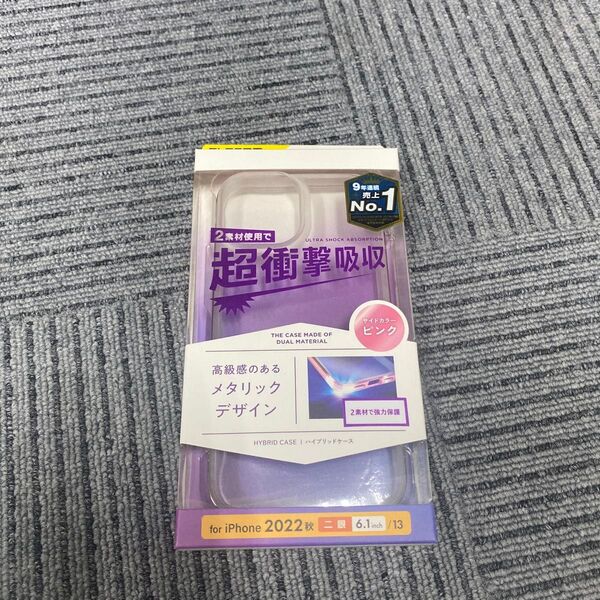 ELECOM
9年連続
売上
No.1
2素材使用で
ULTRA SHOCK ABSORPTION
超衝撃吸収
サイドカラー
ピンク
THE CASE MADE OF
DUAL MATERIAL
高級感のある
メタリック
デザイン
2素材で強力保護
HYBRID CASE | ハイブリッドケース
for iPhone 2022秋 二眼 6.1inch /13